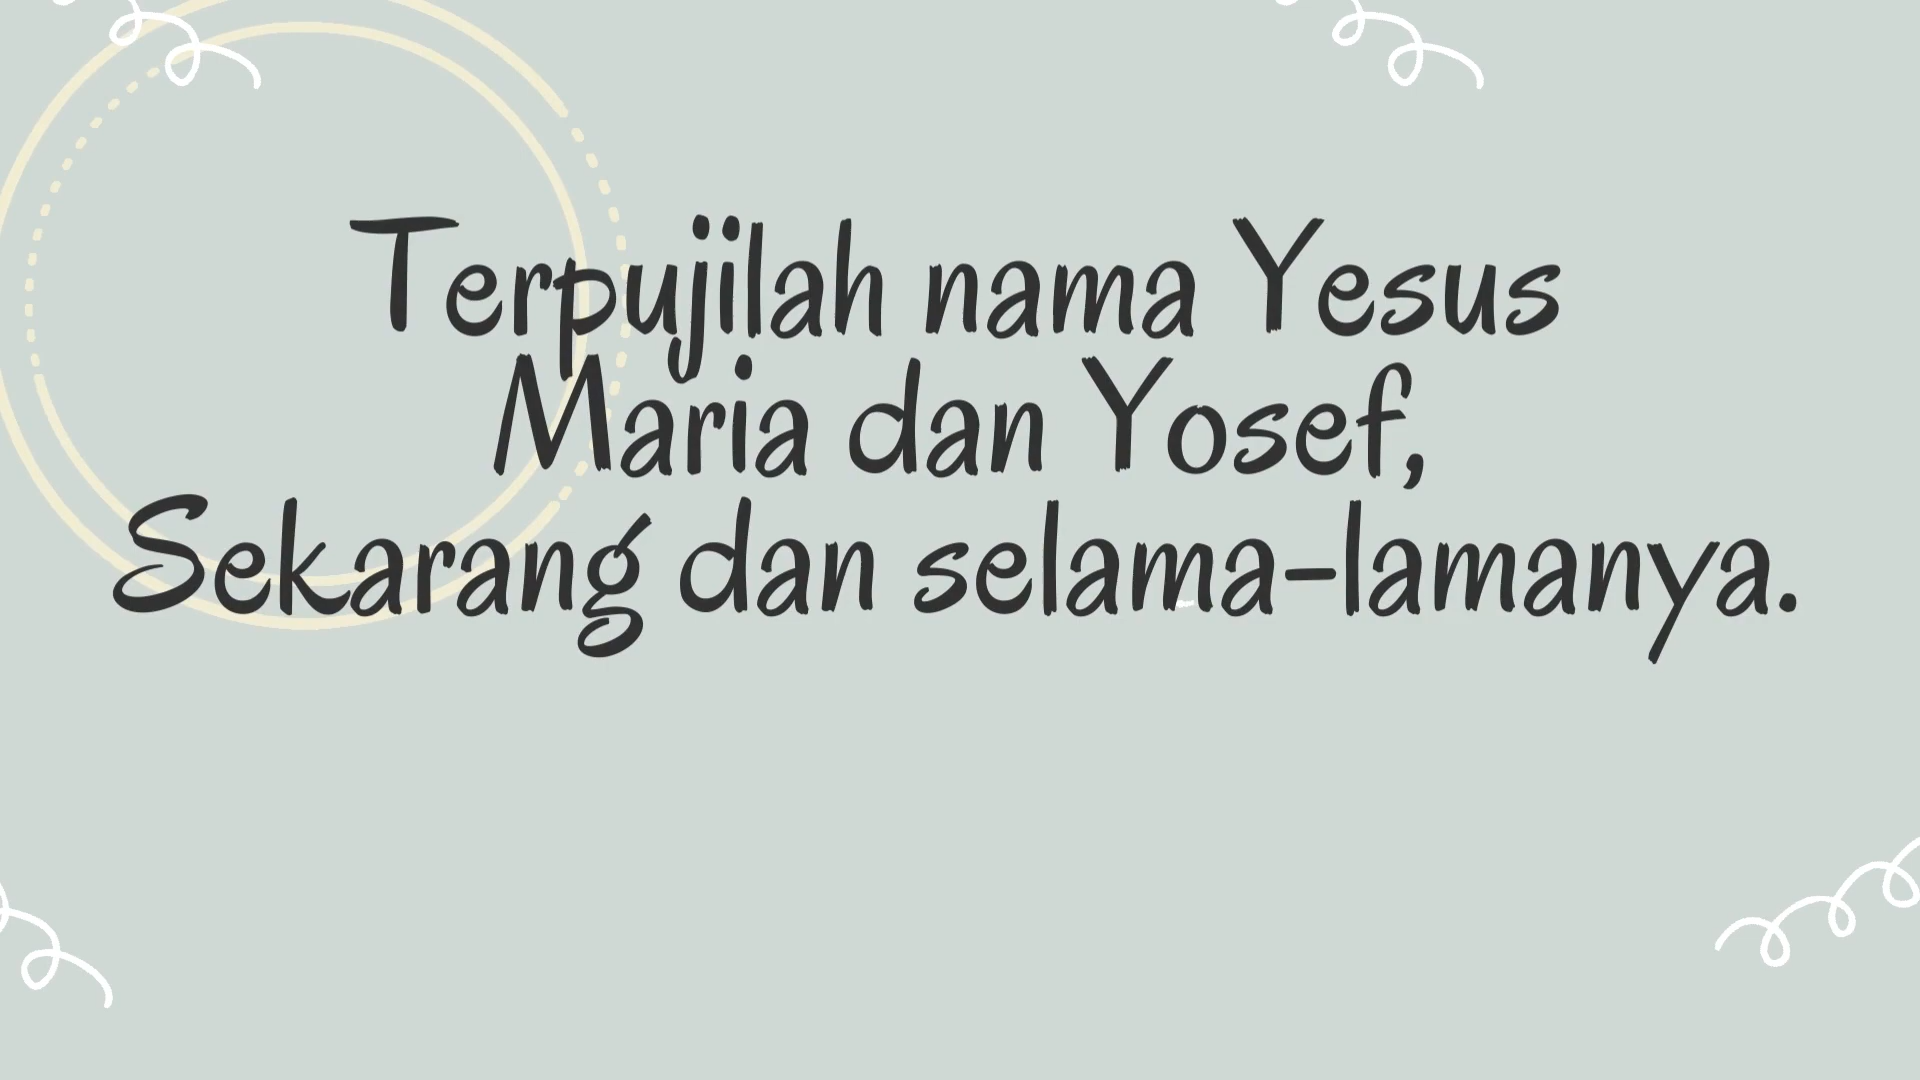 Terpujilah nama Yesus
Maria dan Yosef,
Sekarang dan selama-lamanya.